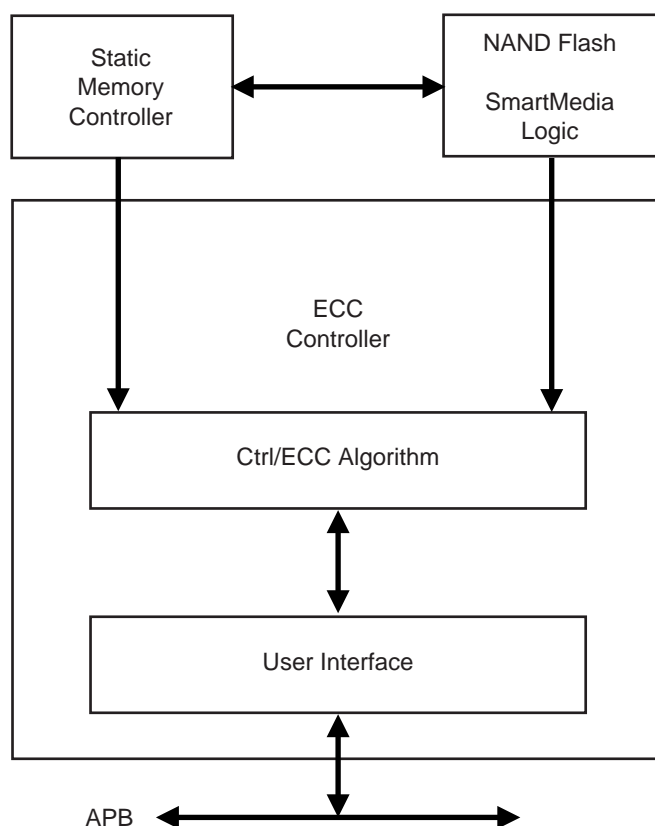 Static
Memory
Controller
NAND Flash
SmartMedia
Logic
ECC
Controller
Ctrl/ECC Algorithm
User Interface
APB